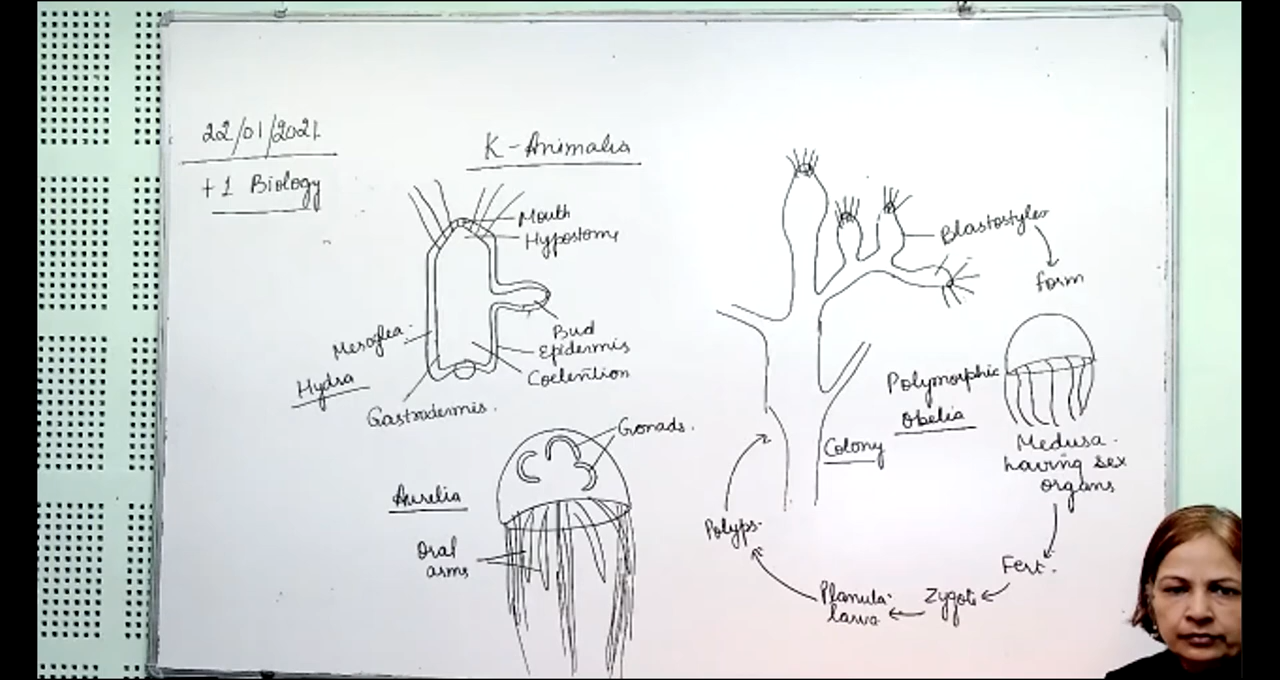 22/01/2021
+1 Biology
K-Animalia
Mouth
Hypostome
Bud
Epidermis
Coelention
Mesoglea
Hydra
Gastrodermis
Gonads
Aurelia
Oral
arms
Blastostyles
form
Polymorphic
Obelia
Colony
Medusa
having sex
organs
Fert.
Zygote
Planula
larva
Polyps